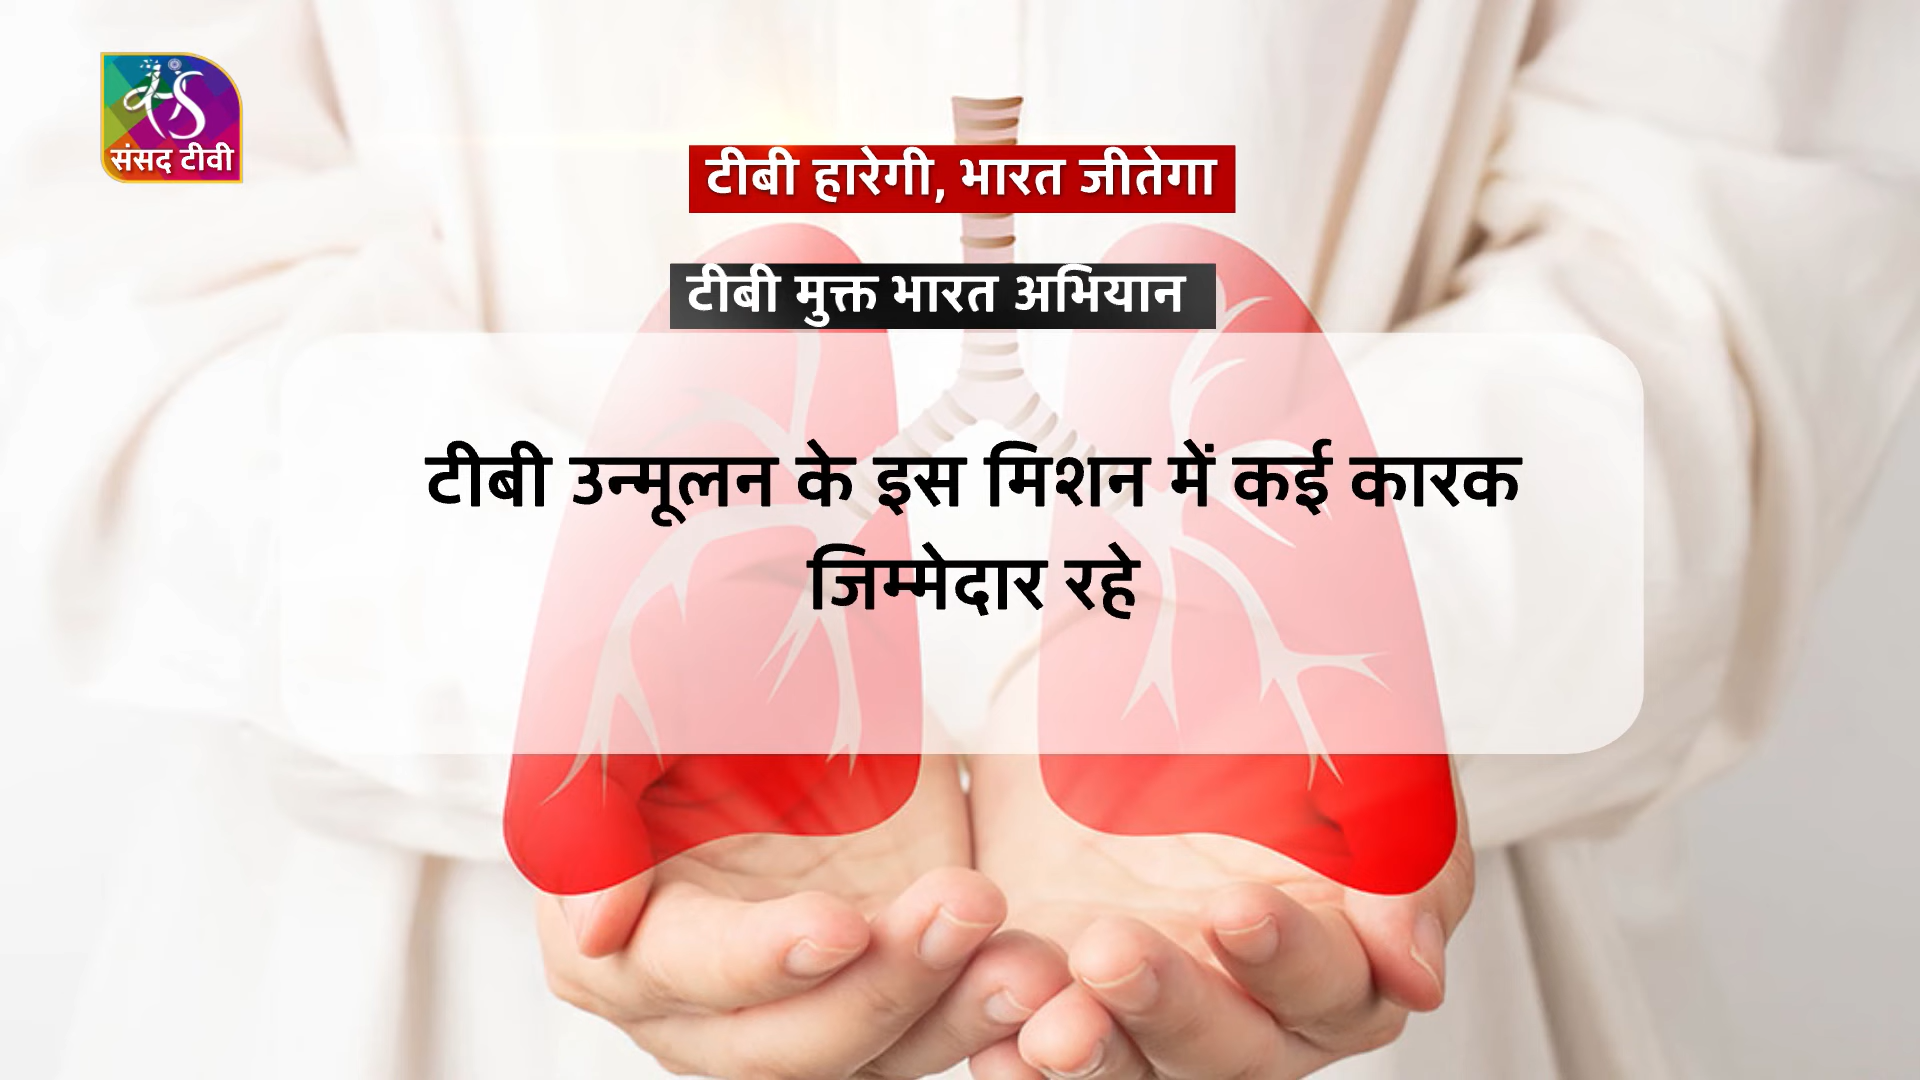 संसद टीवी
टीबी हारेगी, भारत जीतेगा
टीबी मुक्त भारत अभियान
टीबी उन्मूलन के इस मिशन में कई कारक
जिम्मेदार रहे